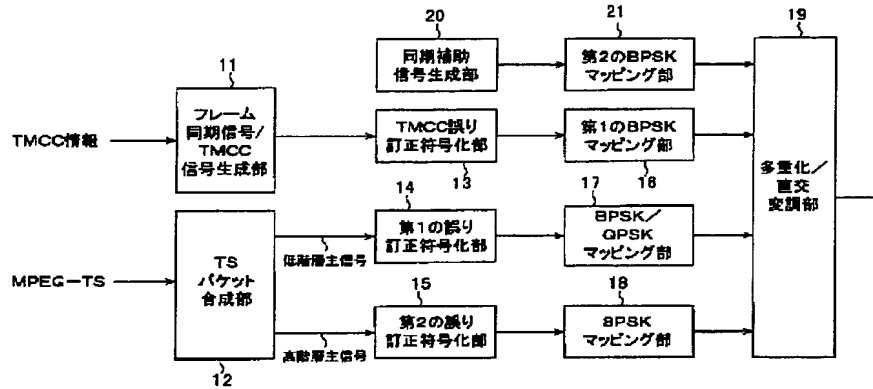 20
同期補助
信号生成部
21
第2のBPSK
マッピング部
19
多重化／
直交
変調部
11
フレーム
同期信号/
TMCC
信号生成部
TMCC情報
TMCC誤り
訂正符号化部
13
第1のBPSK
マッピング部
16
14
第1の誤り
訂正符号化部
17
BPSK／
QPSK
マッピング部
低階層主信号
TS
パケット
合成部
MPEG－TS
12
15
第2の誤り
訂正符号化部
18
8PSK
マッピング部
高階層主信号